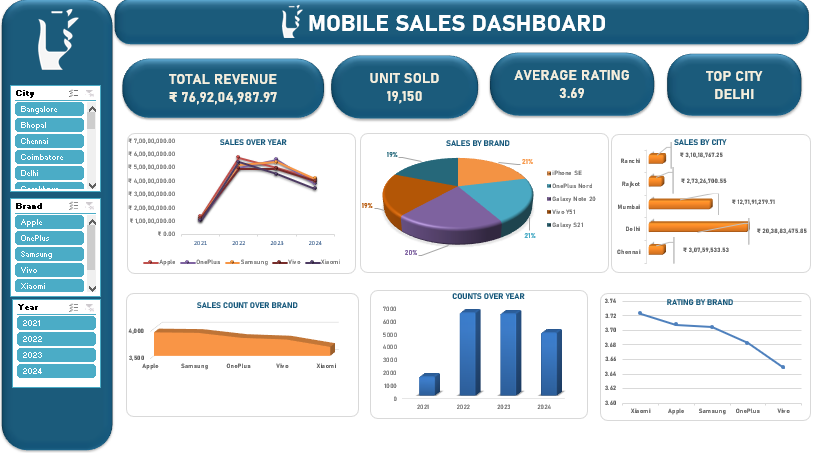 MOBILE SALES DASHBOARD
TOTAL REVENUE
₹ 76,92,04,987.97
UNIT SOLD
19,150
AVERAGE RATING
3.69
TOP CITY
DELHI
City
Bangalore
Bhopal
Chennai
Coimbatore
Delhi
Brand
Apple
OnePlus
Samsung
Vivo
Xiaomi
Year
2021
2022
2023
2024
SALES OVER YEAR
₹ 7,00,00,000.00
₹ 6,00,00,000.00
₹ 5,00,00,000.00
₹ 4,00,00,000.00
₹ 3,00,00,000.00
₹ 2,00,00,000.00
₹ 1,00,00,000.00
₹ 0.00
2021 2022 2023 2024
Apple OnePlus Samsung Vivo Xiaomi
SALES BY BRAND
19%
21%
19%
20%
21%
iPhone SE
OnePlus Nord
Galaxy Note 20
Vivo Y51
Galaxy S21
SALES BY CITY
Ranchi ₹ 3,10,18,767.25
Rajkot ₹ 2,73,24,700.55
Mumbai ₹ 12,71,91,279.71
Delhi ₹ 20,38,83,475.85
Chennai ₹ 3,07,59,533.53
SALES COUNT OVER BRAND
4,000
3,500
Apple Samsung OnePlus Vivo Xiaomi
COUNTS OVER YEAR
7000
6000
5000
4000
3000
2000
1000
0
2021 2022 2023 2024
RATING BY BRAND
3.74
3.72
3.70
3.68
3.66
3.64
3.62
3.60
Xiaomi Apple Samsung OnePlus Vivo